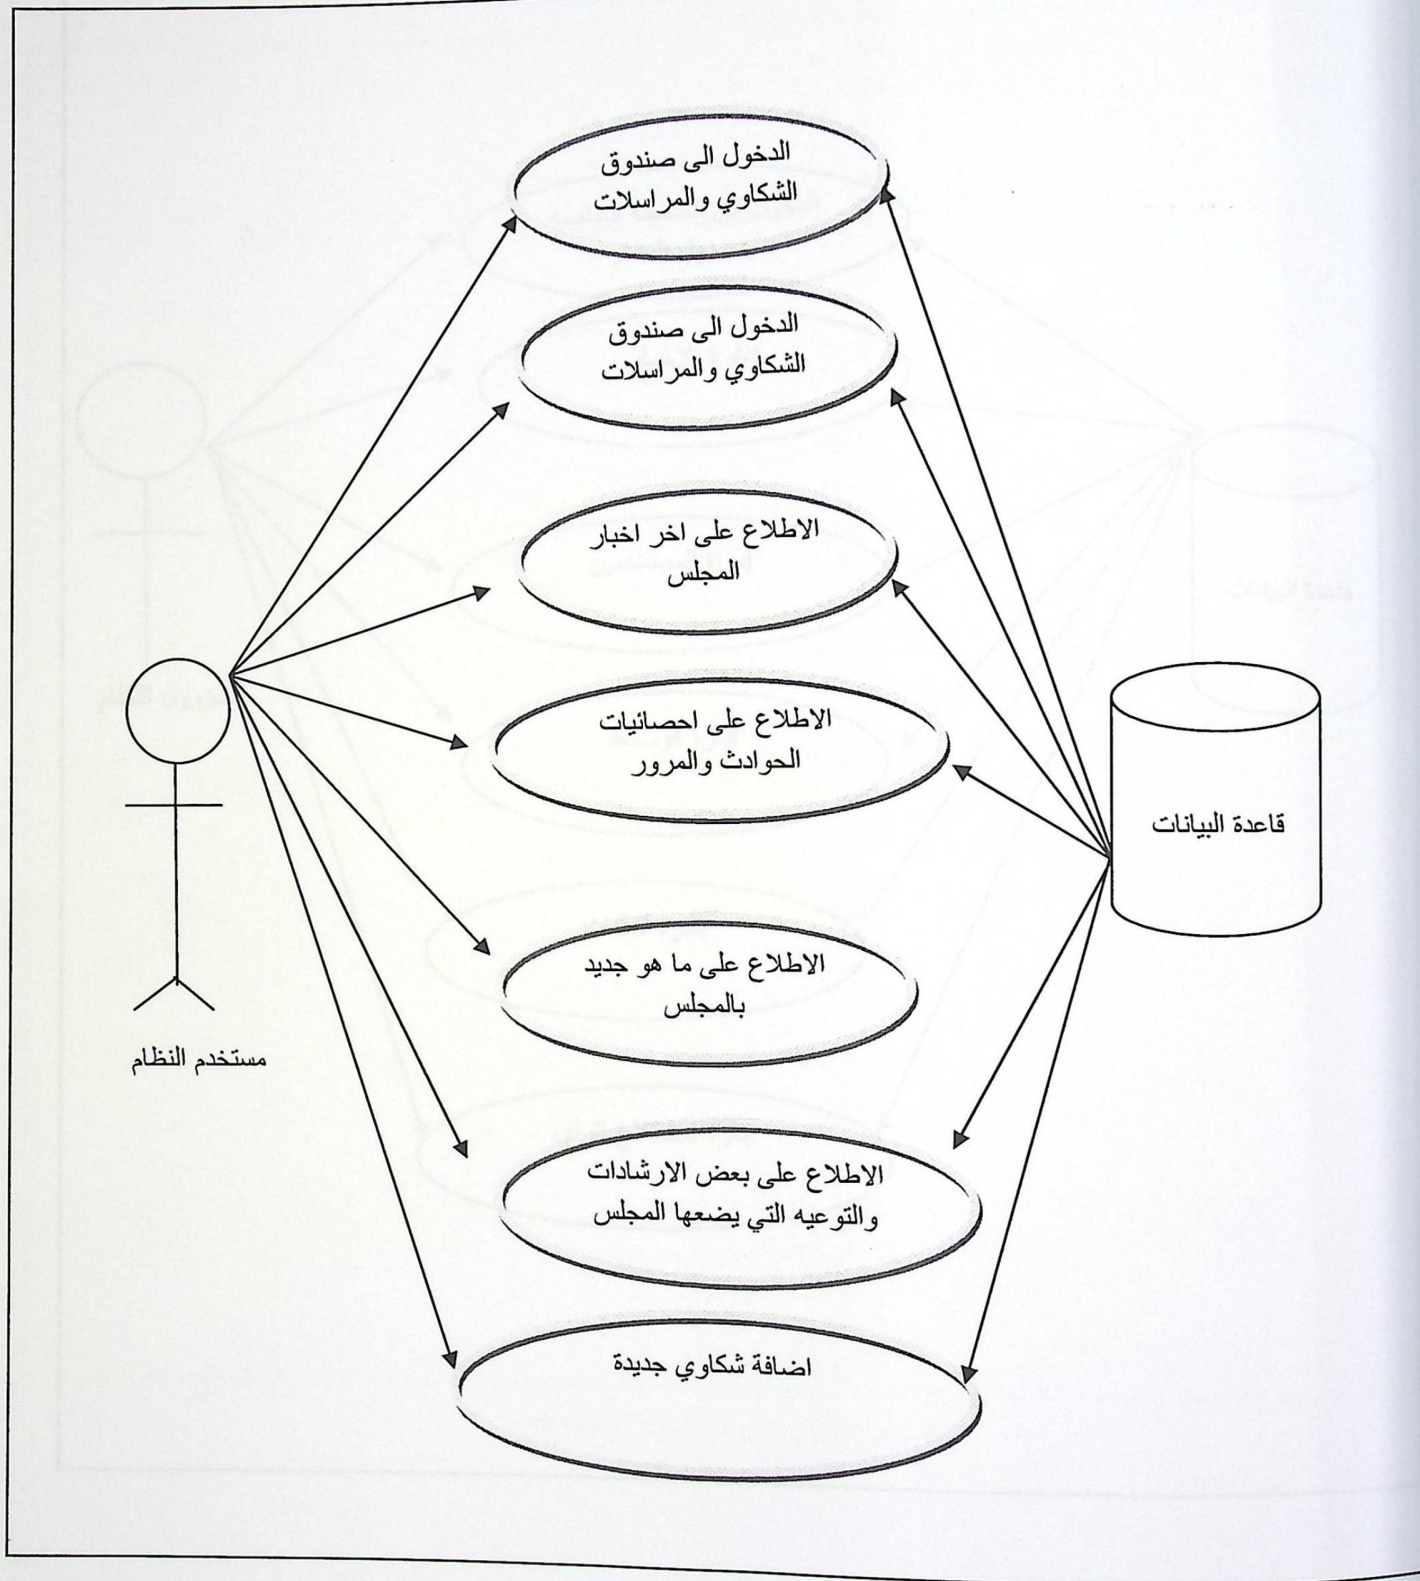 الدخول الى صندوق
الشكاوي والمراسلات
الدخول الى صندوق
الشكاوي والمراسلات
الاطلاع على اخر اخبار
المجلس
الاطلاع على احصائيات
الحوادث والمرور
قاعدة البيانات
الاطلاع على ما هو جديد
بالمجلس
مستخدم النظام
الاطلاع على بعض الارشادات
والتوعيه التي يضعها المجلس
اضافة شكاوي جديدة